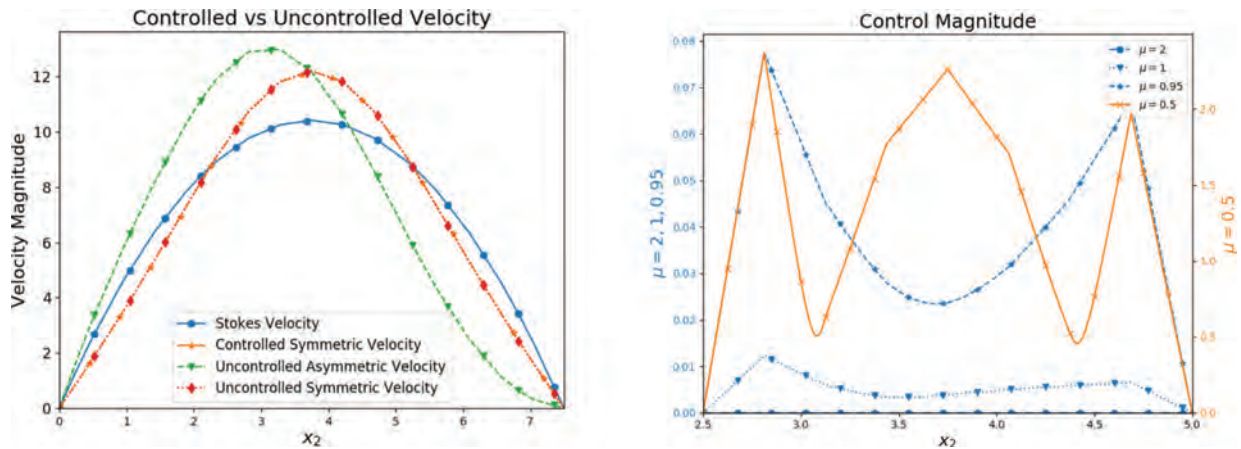 Controlled vs Uncontrolled Velocity
Velocity Magnitude
12
10
8
6
4
2
0
Stokes Velocity
Controlled Symmetric Velocity
Uncontrolled Asymmetric Velocity
Uncontrolled Symmetric Velocity
0 1 2 3 4 5 6 7
x₂
Control Magnitude
μ = 2, 1, 0.95
0.08
0.07
0.06
0.05
0.04
0.03
0.02
0.01
0.00
μ = 2
μ = 1
μ = 0.95
μ = 0.5
2.0
1.5
1.0
0.5
0.0
μ = 0.5
2.5 3.0 3.5 4.0 4.5 5.0
x₂